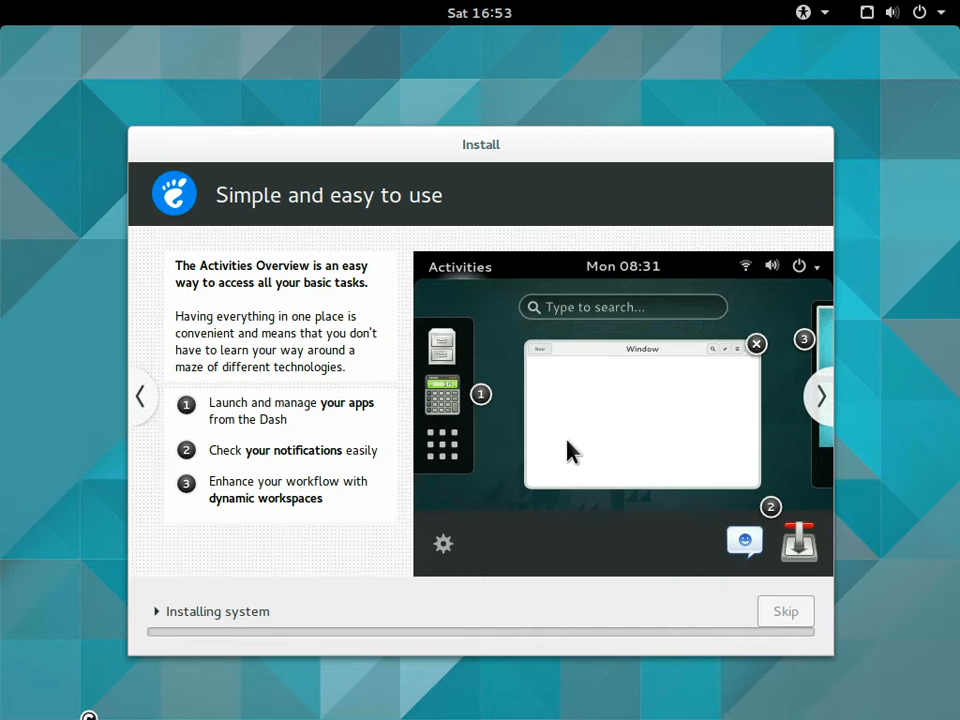 Sat 16:53
Install
Simple and easy to use
The Activities Overview is an easy
way to access all your basic tasks.
Having everything in one place is
convenient and means that you don't
have to learn your way around a
maze of different technologies.
1 Launch and manage your apps
from the Dash
2 Check your notifications easily
3 Enhance your workflow with
dynamic workspaces
Activities Mon 08:31
Type to search...
New Window
3
1
2
Installing system Skip